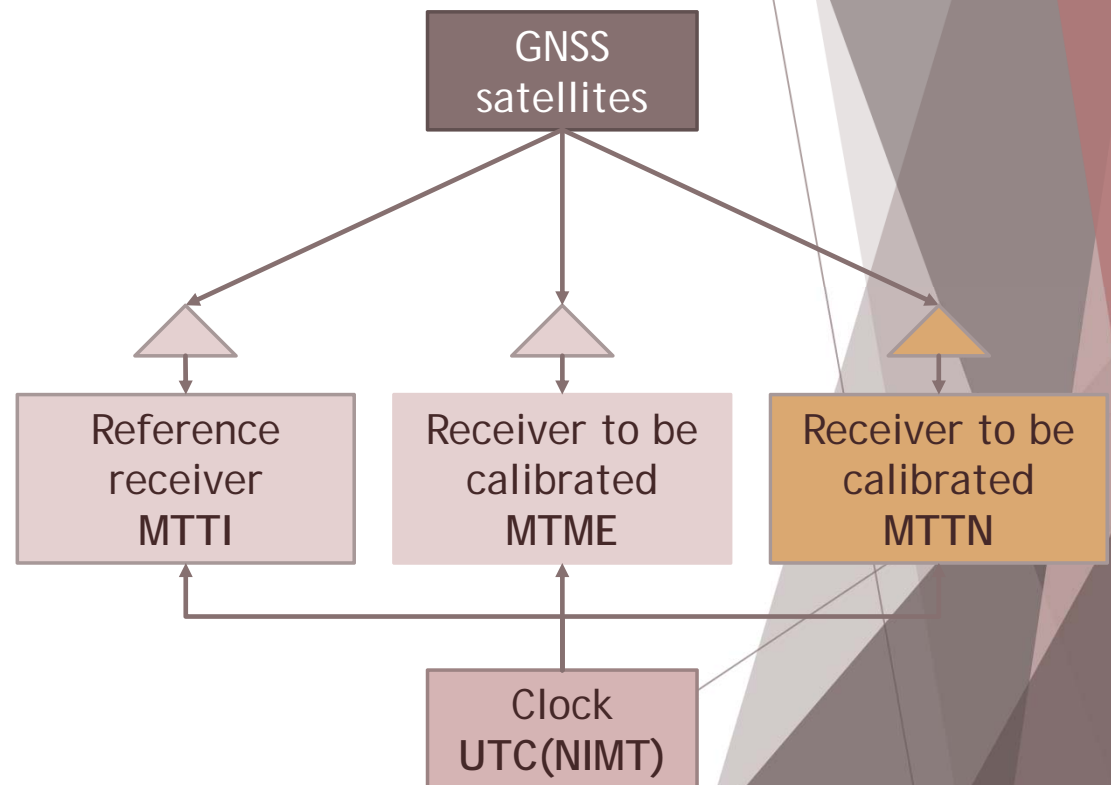 GNSS
satellites
Reference
receiver
MTTI
Receiver to be
calibrated
MTME
Receiver to be
calibrated
MTTN
Clock
UTC(NIMT)